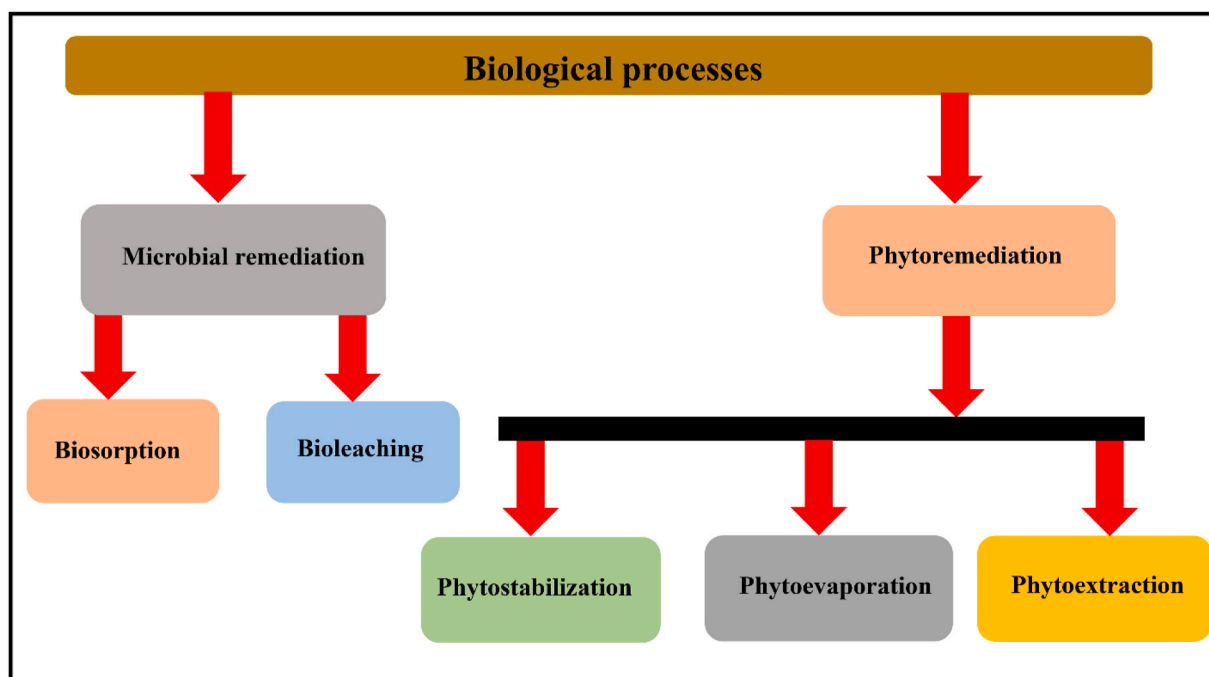 Biological processes
Microbial remediation
Phytoremediation
Biosorption
Bioleaching
Phytostabilization
Phytoevaporation
Phytoextraction